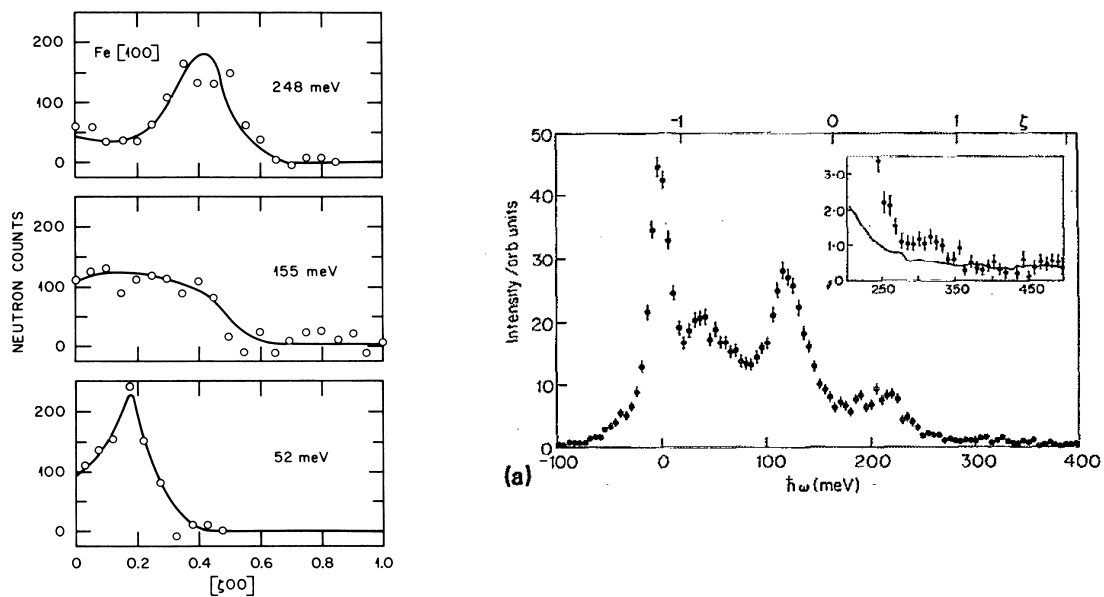 Fe [100]
248 meV
200
100
0
155 meV
200
100
0
52 meV
200
100
0
NEUTRON COUNTS
0 0.2 0.4 0.6 0.8 1.0
[ζ00]
-1 0 1 ζ
50
40
30
20
10
0
Intensity /arb units
3·0
2·0
1·0
0
250 350 450
-100 0 100 200 300 400
ħω(meV)
(a)